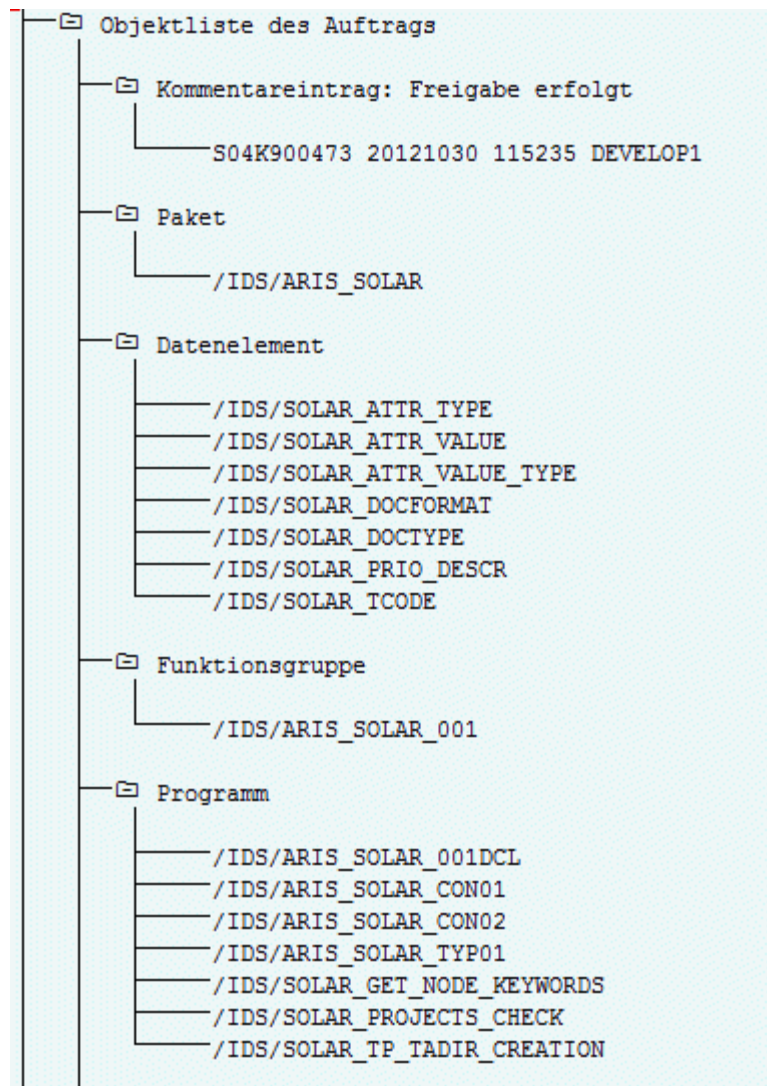 Objektliste des Auftrags
Kommentareintrag: Freigabe erfolgt
S04K900473 20121030 115235 DEVELOP1
Paket
/IDS/ARIS_SOLAR
Datenelement
/IDS/SOLAR_ATTR_TYPE
/IDS/SOLAR_ATTR_VALUE
/IDS/SOLAR_ATTR_VALUE_TYPE
/IDS/SOLAR_DOCFORMAT
/IDS/SOLAR_DOCTYPE
/IDS/SOLAR_PRIO_DESCR
/IDS/SOLAR_TCODE
Funktionsgruppe
/IDS/ARIS_SOLAR_001
Programm
/IDS/ARIS_SOLAR_001DCL
/IDS/ARIS_SOLAR_CON01
/IDS/ARIS_SOLAR_CON02
/IDS/ARIS_SOLAR_TYP01
/IDS/SOLAR_GET_NODE_KEYWORDS
/IDS/SOLAR_PROJECTS_CHECK
/IDS/SOLAR_TP_TADIR_CREATION